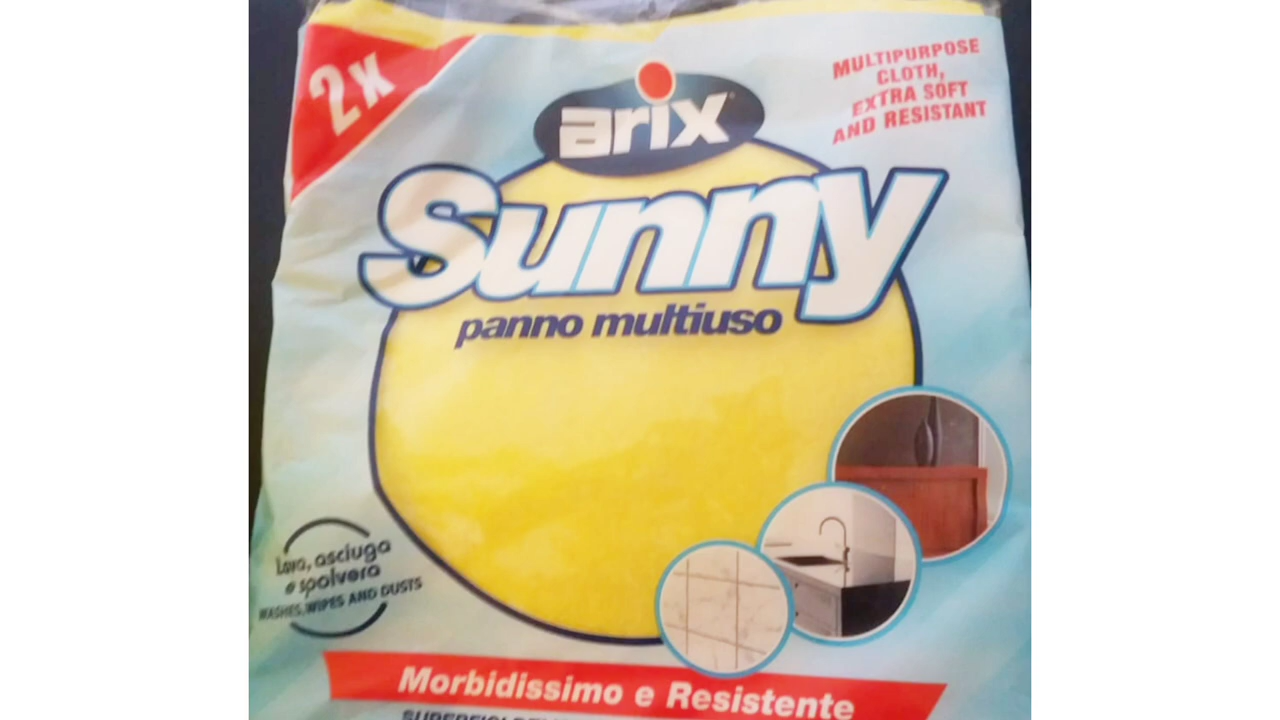 2x
MULTIPURPOSE
CLOTH,
EXTRA SOFT
AND RESISTANT
arix
Sunny
panno multiuso
Lava, asciuga
e spolvera
WASHES, WIPES AND DUSTS
Morbidissimo e Resistente